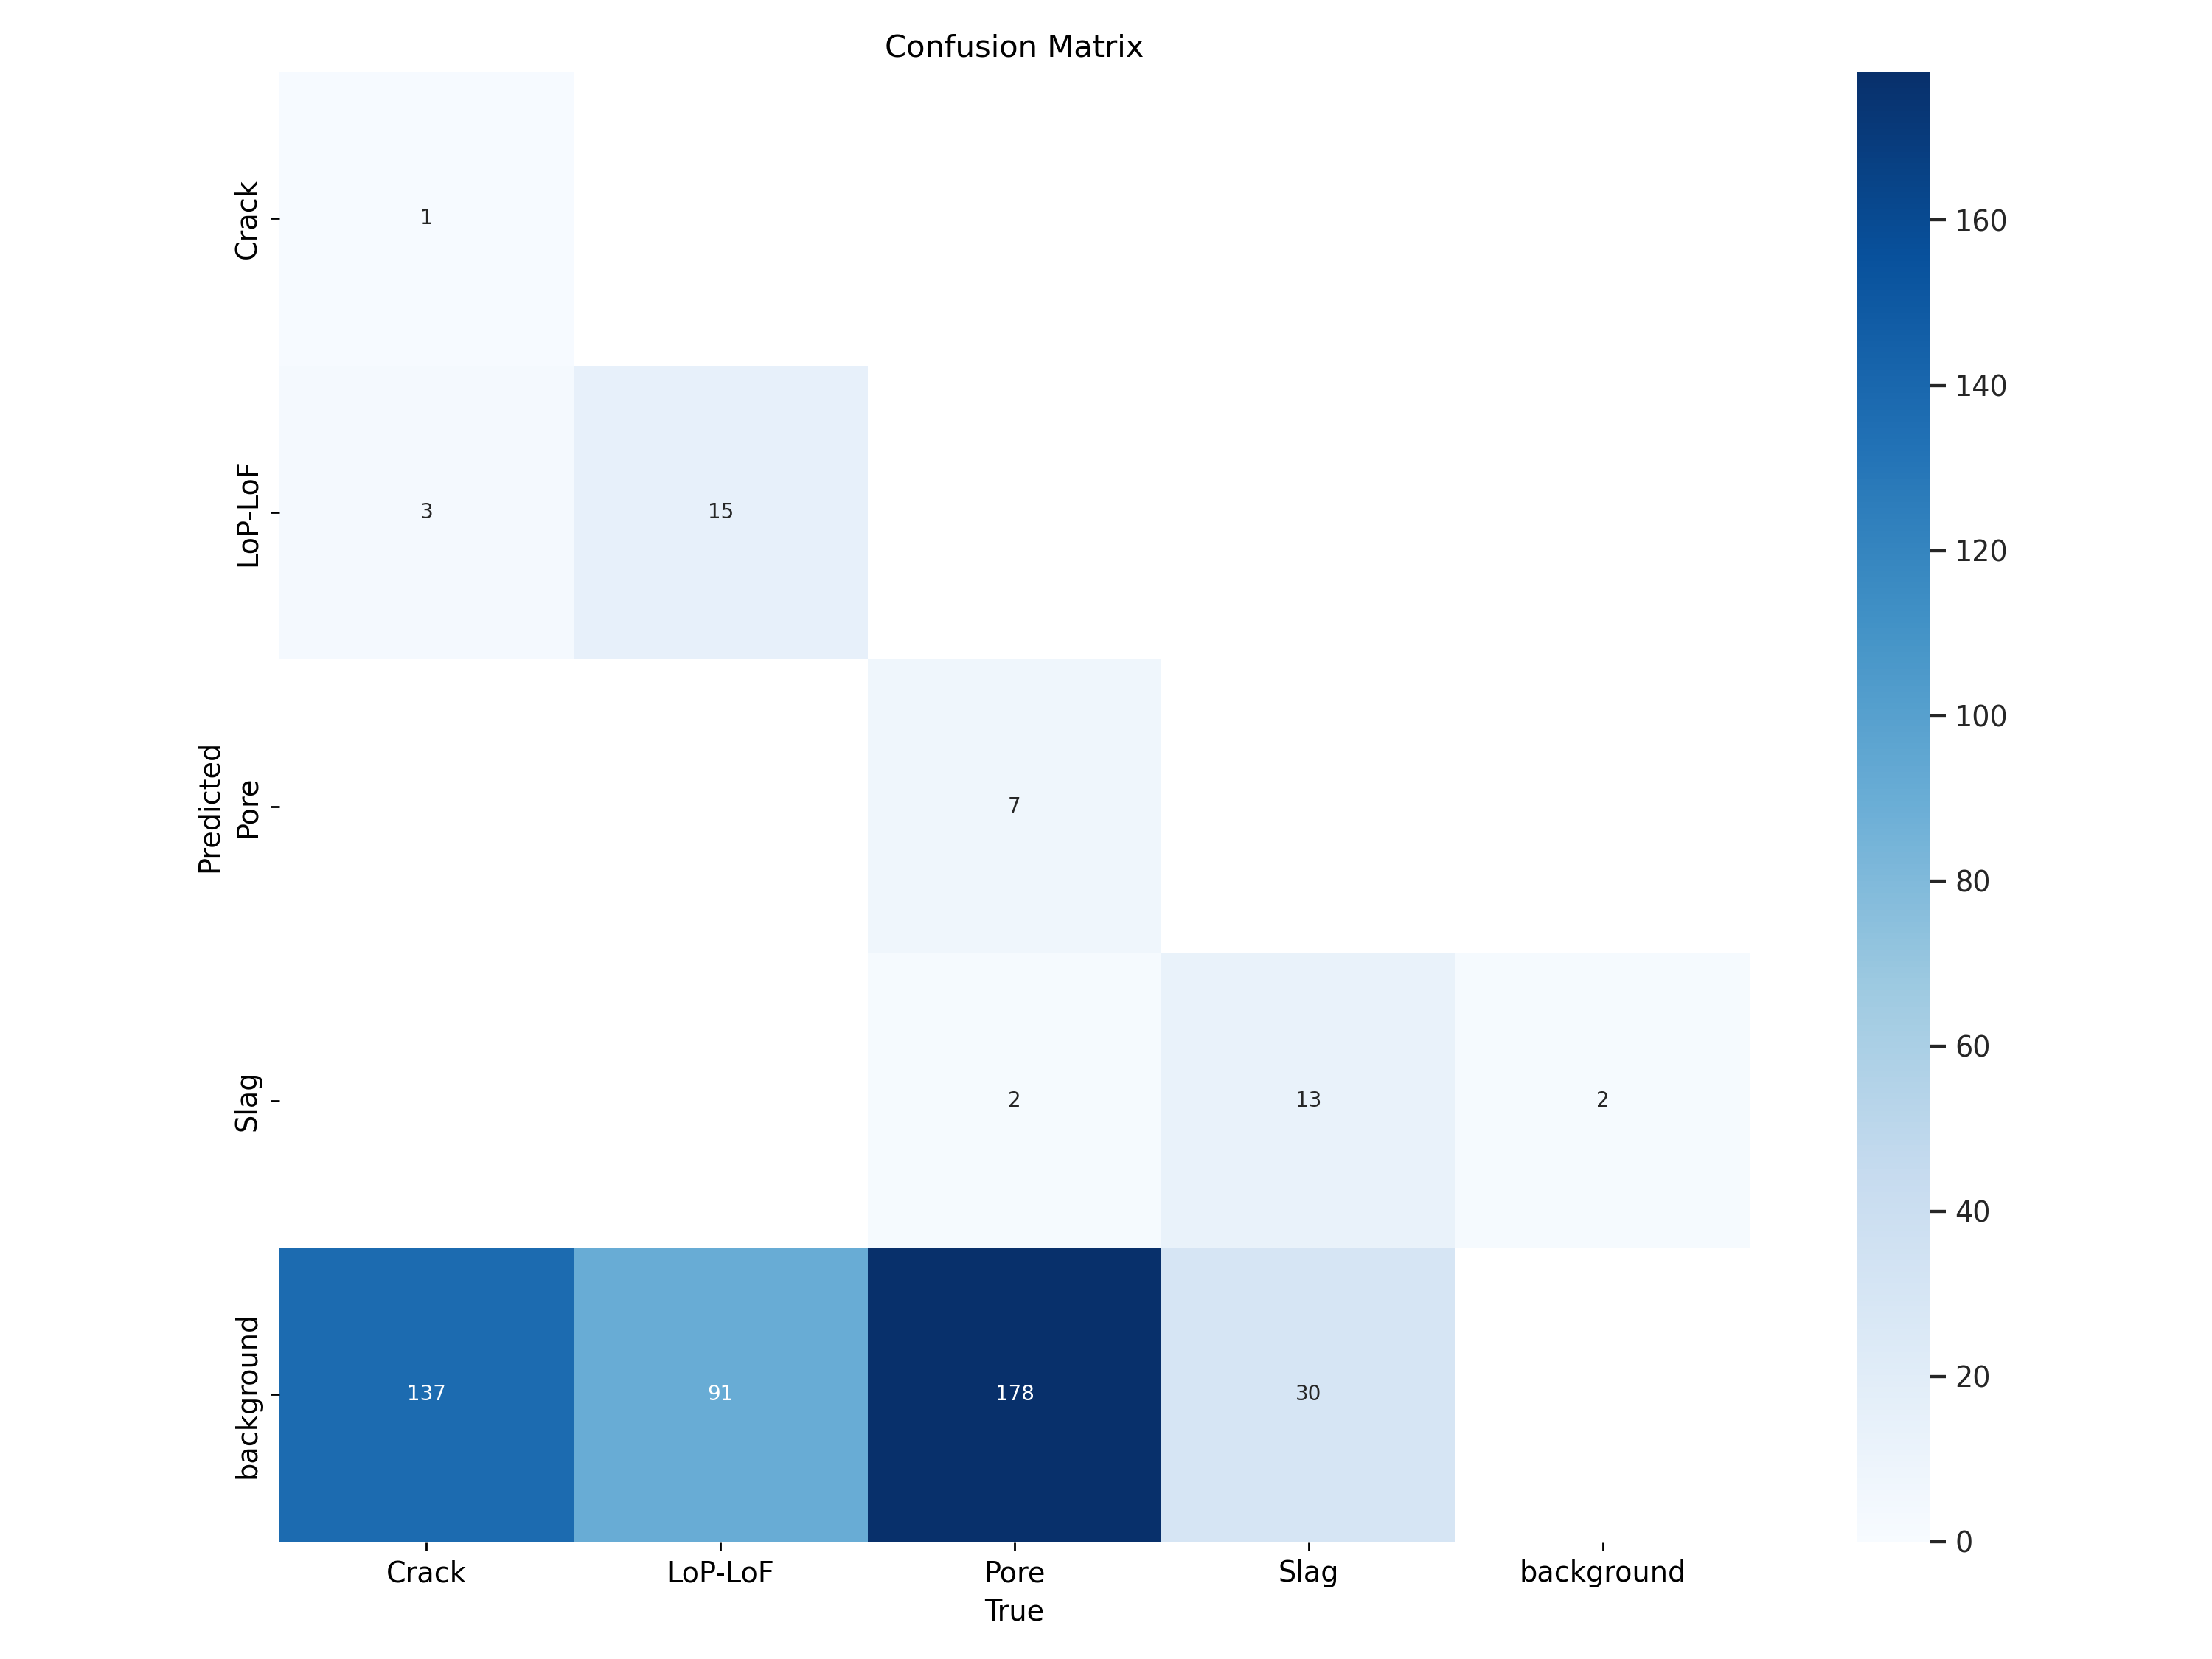 Confusion Matrix
Crack
1
160
140
LoP-LoF
3 15
120
100
Predicted
Pore
7
80
60
Slag
2 13 2
40
20
background
137 91 178 30
0
Crack LoP-LoF Pore Slag background
True